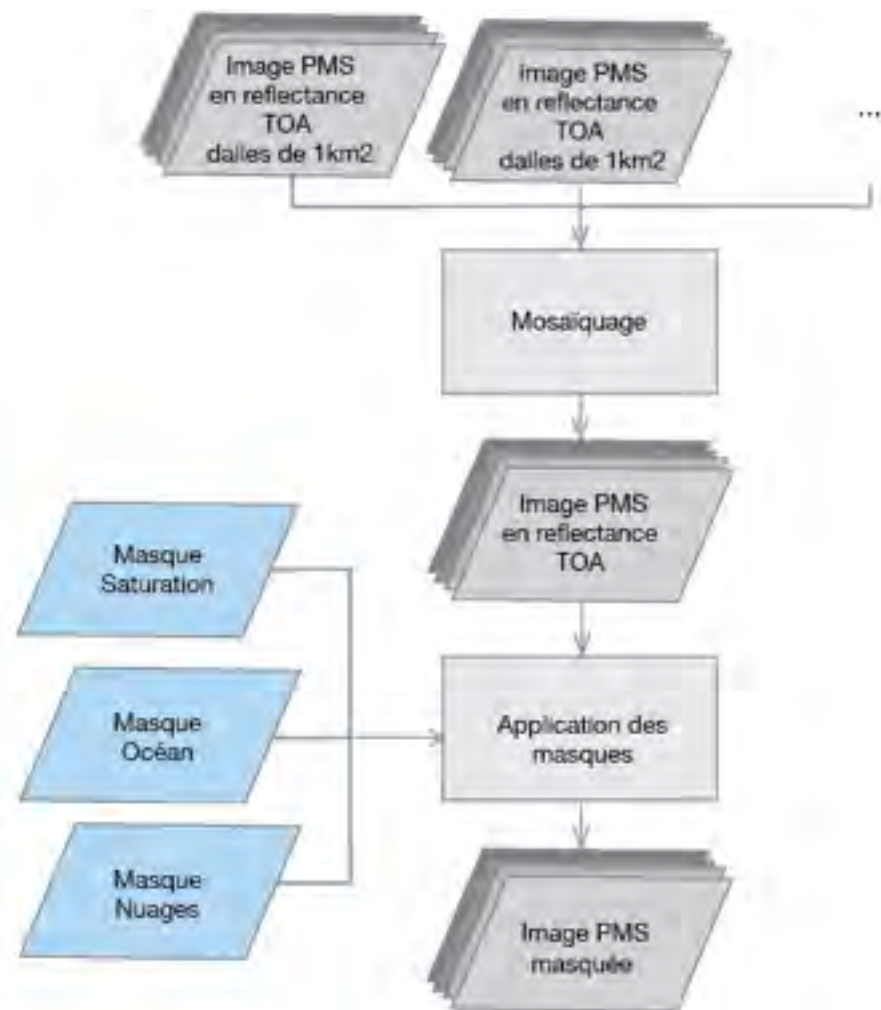 Image PMS
en reflectance
TOA
dalles de 1km2
Image PMS
en reflectance
TOA
dalles de 1km2
...
Mosaïquage
Image PMS
en reflectance
TOA
Masque
Saturation
Masque
Océan
Application des
masques
Masque
Nuages
Image PMS
masquée